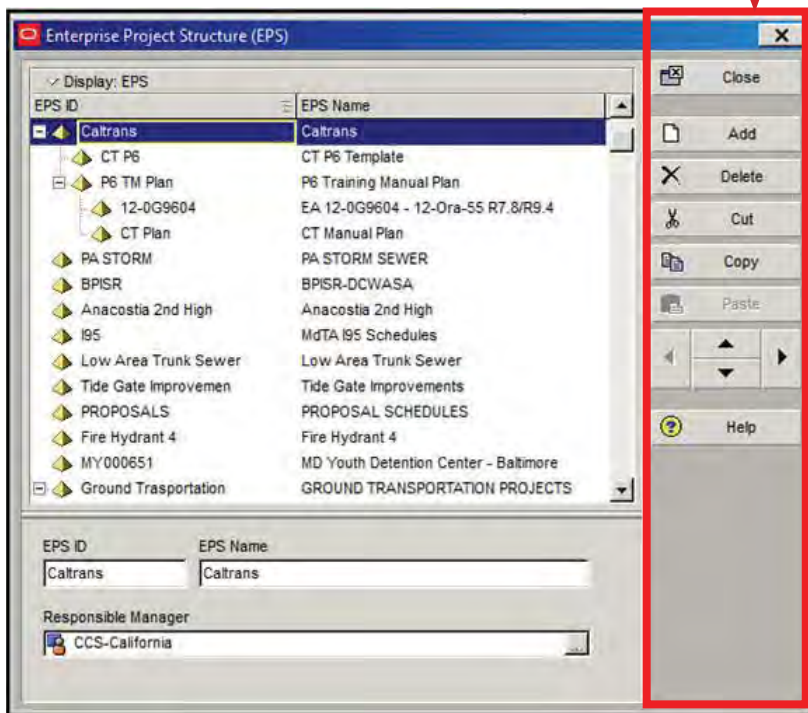 Enterprise Project Structure (EPS)
Display: EPS
EPS ID EPS Name
Caltrans Caltrans
CT P6 CT P6 Template
P6 TM Plan P6 Training Manual Plan
12-0G9604 EA 12-0G9604 - 12-Ora-55 R7.8/R9.4
CT Plan CT Manual Plan
PA STORM PA STORM SEWER
BPISR BPISR-DCWASA
Anacostia 2nd High Anacostia 2nd High
I95 MdTA I95 Schedules
Low Area Trunk Sewer Low Area Trunk Sewer
Tide Gate Improvemen Tide Gate Improvements
PROPOSALS PROPOSAL SCHEDULES
Fire Hydrant 4 Fire Hydrant 4
MY000651 MD Youth Detention Center - Baltimore
Ground Trasportation GROUND TRANSPORTATION PROJECTS
EPS ID EPS Name
Caltrans Caltrans
Responsible Manager
CCS-California
...
Close
Add
Delete
Cut
Copy
Paste
Help